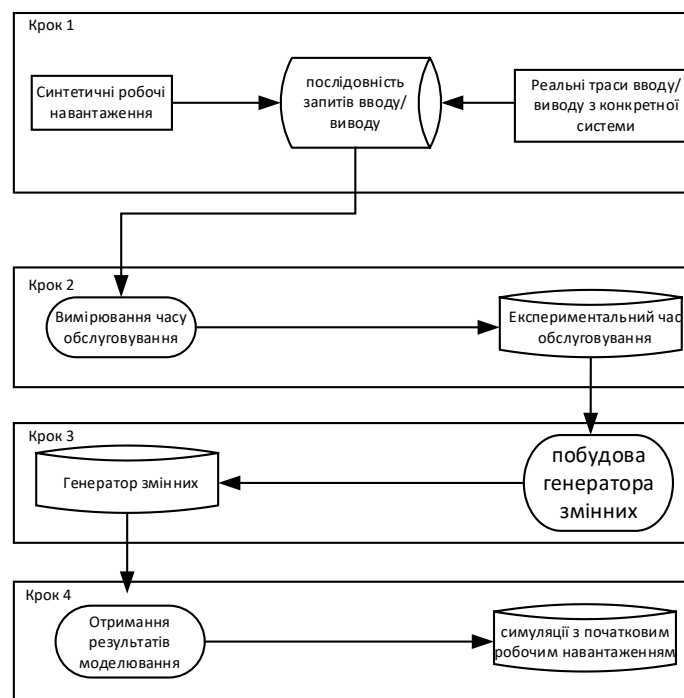 Крок 1
Синтетичні робочі
навантаження
послідовність
запитів вводу/
виводу
Реальні траси вводу/
виводу з конкретної
системи
Крок 2
Вимірювання часу
обслуговування
Експериментальний час
обслуговування
Крок 3
Генератор змінних
побудова
генератора
змінних
Крок 4
Отримання
результатів
моделювання
симуляції з початковим
робочим навантаженням